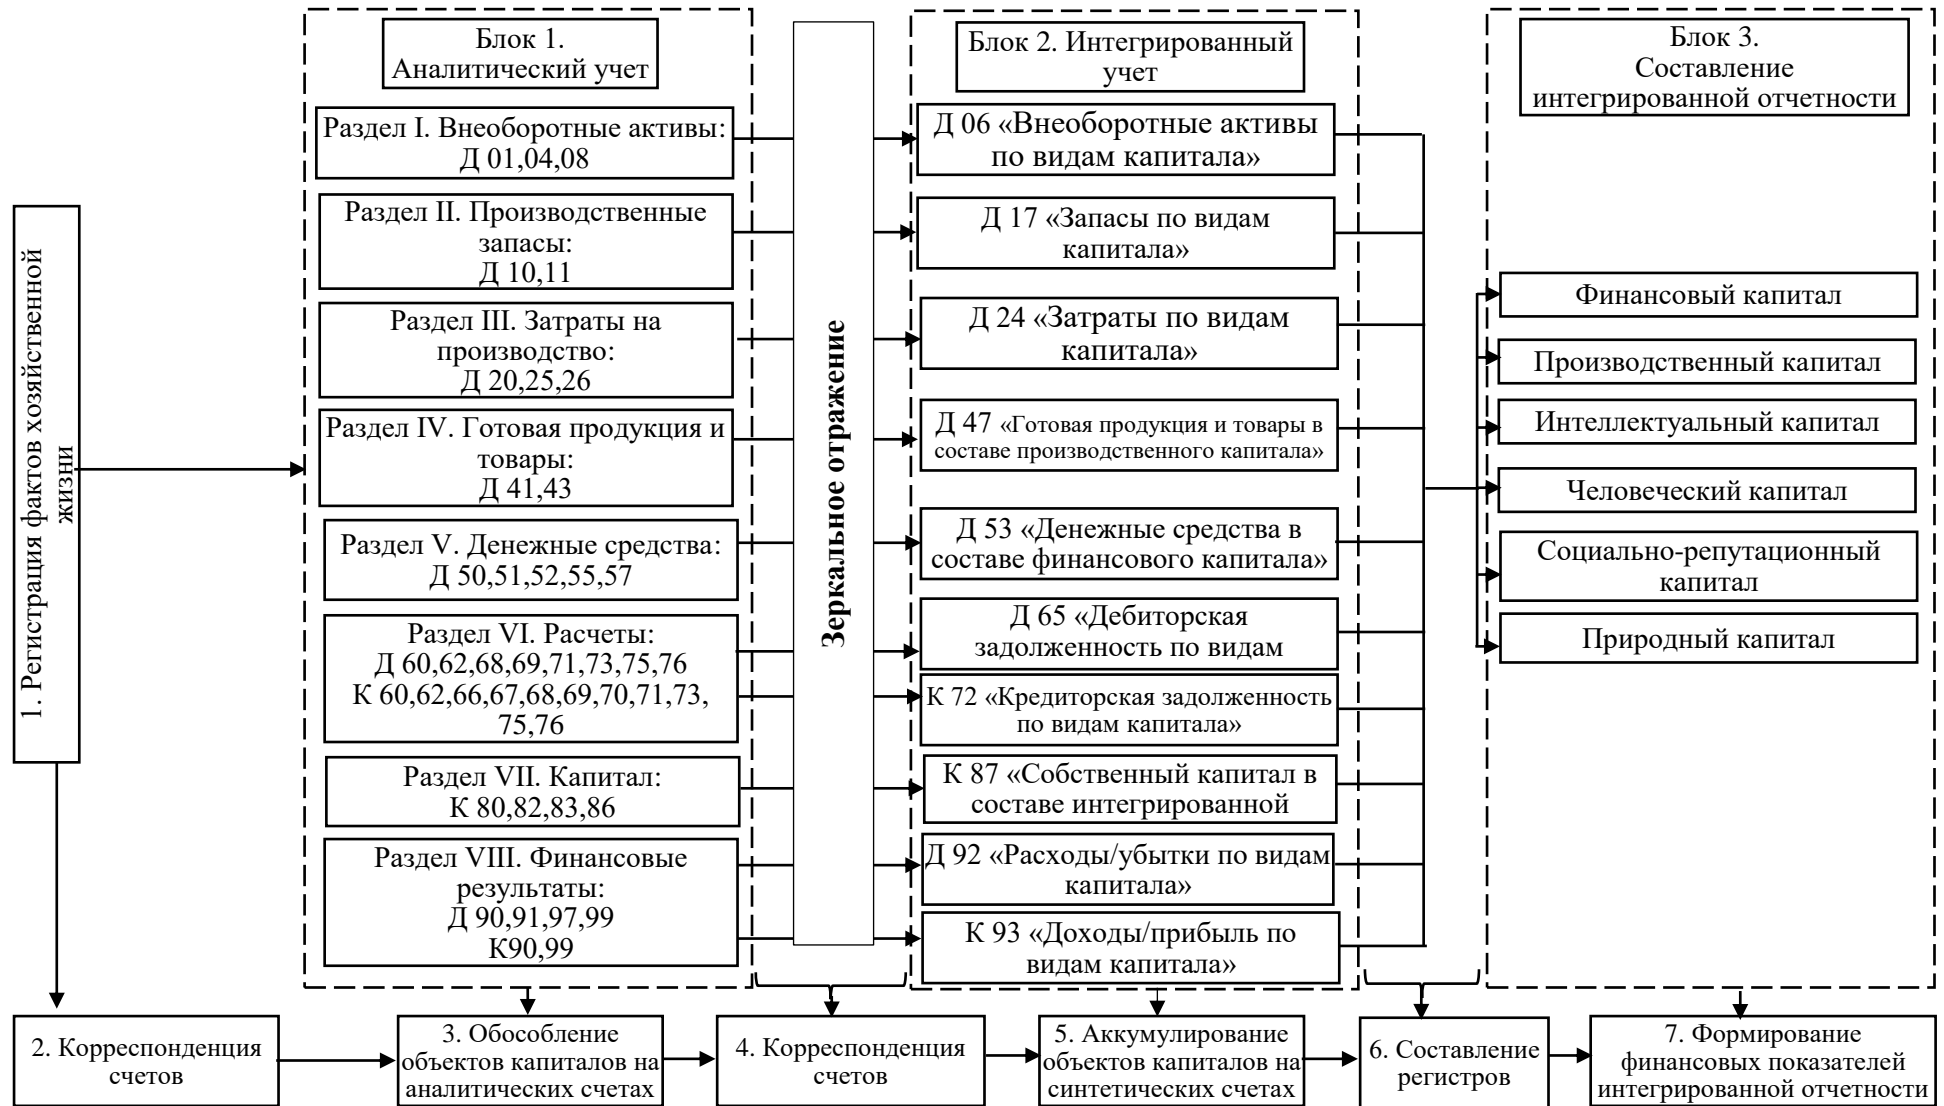 1. Регистрация фактов хозяйственной
жизни
Блок 1.
Аналитический учет
Раздел I. Внеоборотные активы:
Д 01,04,08
Раздел II. Производственные
запасы:
Д 10,11
Раздел III. Затраты на
производство:
Д 20,25,26
Раздел IV. Готовая продукция и
товары:
Д 41,43
Раздел V. Денежные средства:
Д 50,51,52,55,57
Раздел VI. Расчеты:
Д 60,62,68,69,71,73,75,76
К 60,62,66,67,68,69,70,71,73,
75,76
Раздел VII. Капитал:
К 80,82,83,86
Раздел VIII. Финансовые
результаты:
Д 90,91,97,99
К90,99
Зеркальное отражение
Блок 2. Интегрированный
учет
Д 06 «Внеоборотные активы
по видам капитала»
Д 17 «Запасы по видам
капитала»
Д 24 «Затраты по видам
капитала»
Д 47 «Готовая продукция и товары в
составе производственного капитала»
Д 53 «Денежные средства в
составе финансового капитала»
Д 65 «Дебиторская
задолженность по видам
К 72 «Кредиторская задолженность
по видам капитала»
К 87 «Собственный капитал в
составе интегрированной
Д 92 «Расходы/убытки по видам
капитала»
К 93 «Доходы/прибыль по
видам капитала»
Блок 3.
Составление
интегрированной отчетности
Финансовый капитал
Производственный капитал
Интеллектуальный капитал
Человеческий капитал
Социально-репутационный
капитал
Природный капитал
2. Корреспонденция
счетов
3. Обособление
объектов капиталов на
аналитических счетах
4. Корреспонденция
счетов
5. Аккумулирование
объектов капиталов на
синтетических счетах
6. Составление
регистров
7. Формирование
финансовых показателей
интегрированной отчетности